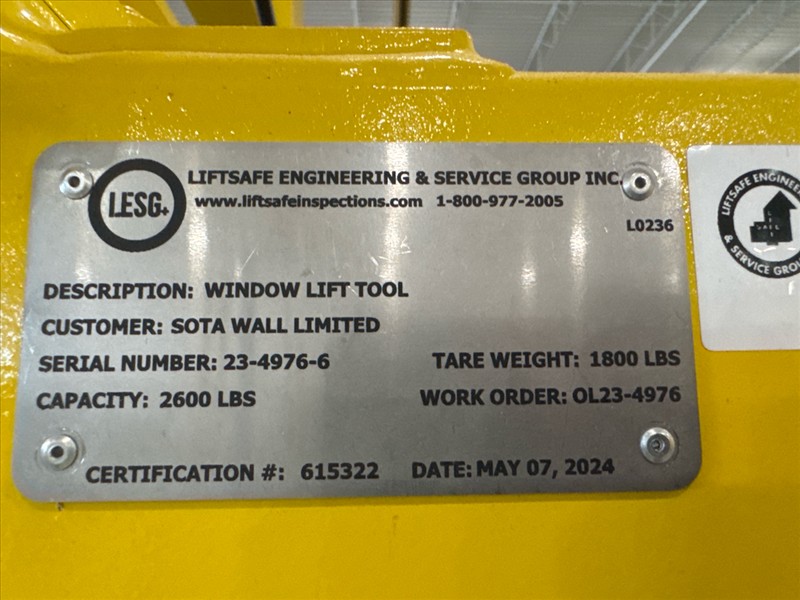 LESG+
LIFTSAFE ENGINEERING & SERVICE GROUP INC.
www.liftsafeinspections.com 1-800-977-2005
L0236
DESCRIPTION: WINDOW LIFT TOOL
CUSTOMER: SOTA WALL LIMITED
SERIAL NUMBER: 23-4976-6 TARE WEIGHT: 1800 LBS
CAPACITY: 2600 LBS WORK ORDER: OL23-4976
CERTIFICATION #: 615322 DATE: MAY 07, 2024
LIFTSAFE ENGINEE
& SERVICE GROU